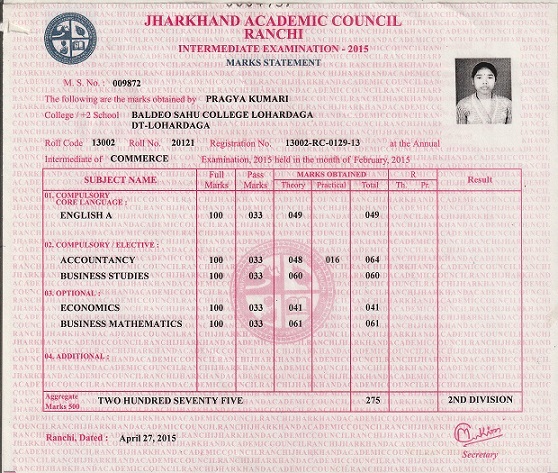 JHARKHAND ACADEMIC COUNCIL
RANCHI
INTERMEDIATE EXAMINATION - 2015
MARKS STATEMENT
M. S. No. : 009872
The following are the marks obtained by PRAGYA KUMARI
College / +2 School BALDEO SAHU COLLEGE LOHARDAGA
DT-LOHARDAGA
Roll Code 13002 Roll No. 20121 Registration No. 13002-RC-0129-13 at the Annual
Intermediate of COMMERCE Examination, 2015 held in the month of February, 2015
SUBJECT NAME Full Marks Pass Marks MARKS OBTAINED Theory Practical Total R Th. Pr. Result
01. COMPULSORY
CORE LANGUAGE :
ENGLISH A 100 033 049 049
02. COMPULSORY / ELECTIVE :
ACCOUNTANCY 100 033 048 016 064
BUSINESS STUDIES 100 033 060 060
03. OPTIONAL :
ECONOMICS 100 033 041 041
BUSINESS MATHEMATICS 100 033 061 061
04. ADDITIONAL :
Aggregate Marks 500 TWO HUNDRED SEVENTY FIVE 275 2ND DIVISION
Ranchi, Dated : April 27, 2015
Secretary